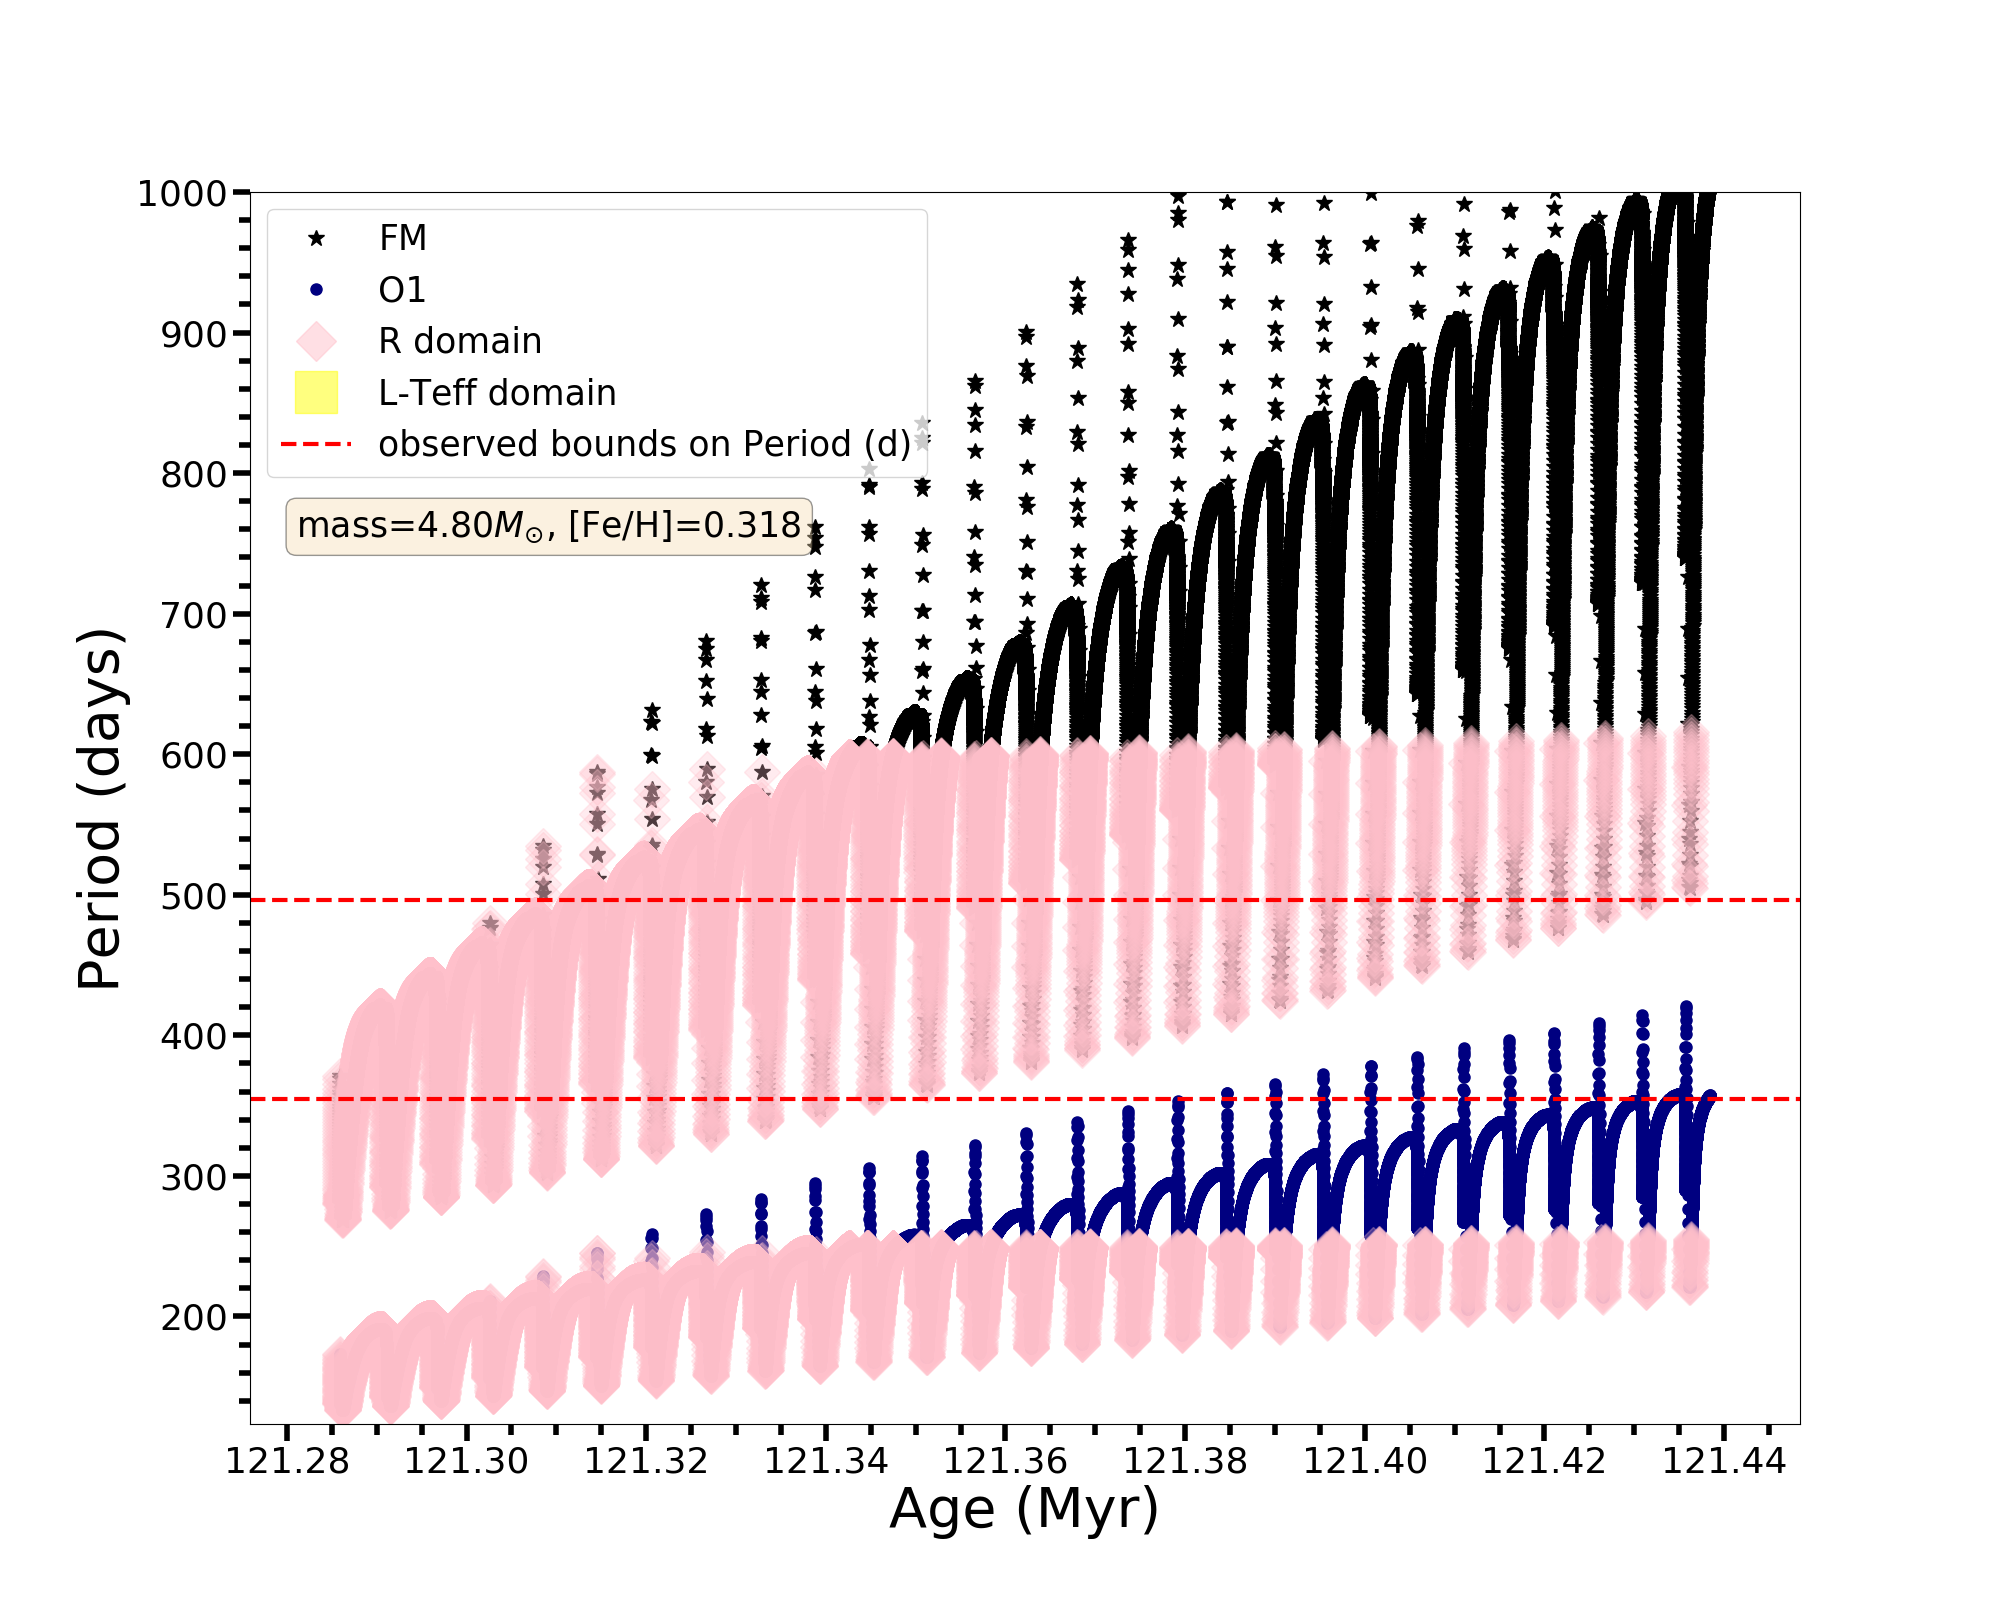 1000
900
800
700
600
500
400
300
200
Period (days)
FM
O1
R domain
L-Teff domain
observed bounds on Period (d)
mass=4.80M☉, [Fe/H]=0.318
121.28 121.30 121.32 121.34 121.36 121.38 121.40 121.42 121.44
Age (Myr)